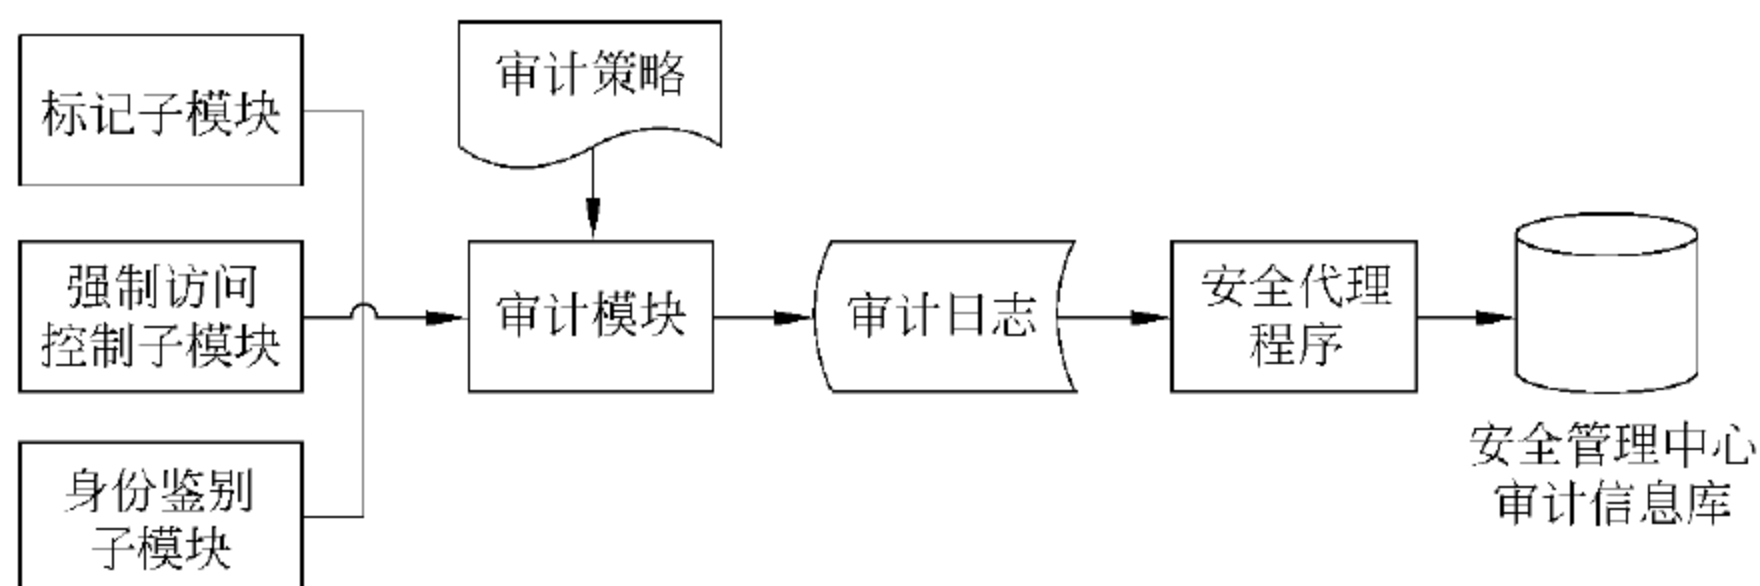 标记子模块
审计策略
强制访问
控制子模块
审计模块
审计日志
安全代理
程序
安全管理中心
审计信息库
身份鉴别
子模块